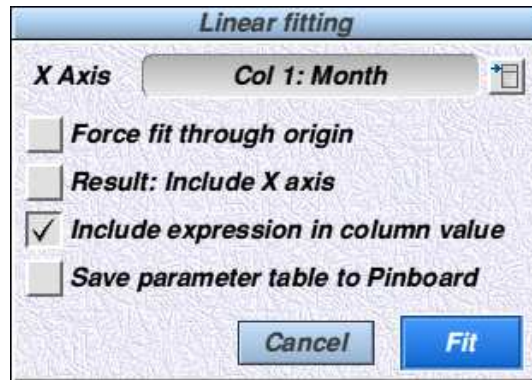 Linear fitting
X Axis Col 1: Month
Force fit through origin
Result: Include X axis
Include expression in column value
Save parameter table to Pinboard
Cancel Fit